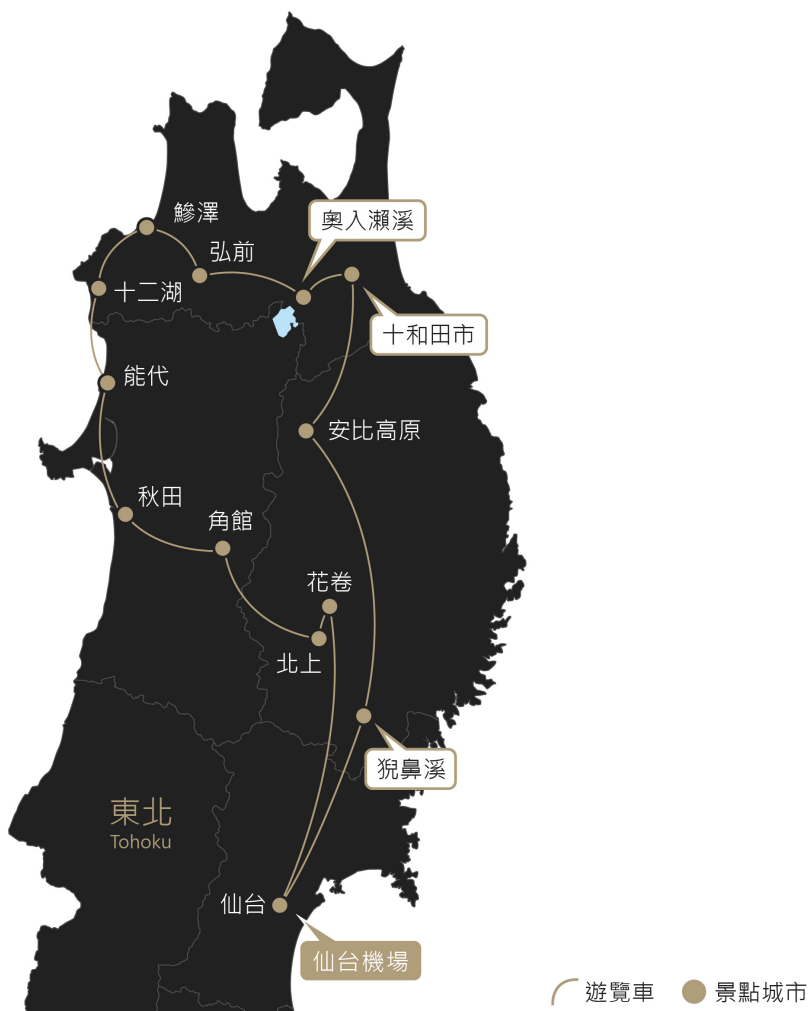 鰺澤
奧入瀨溪
弘前
十二湖
十和田市
能代
安比高原
秋田
角館
花卷
北上
猊鼻溪
東北
Tohoku
仙台
仙台機場
遊覽車
景點城市